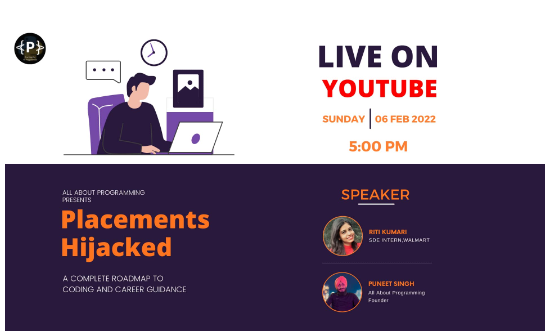 {P}
LIVE ON
YOUTUBE
SUNDAY | 06 FEB 2022
5:00 PM
ALL ABOUT PROGRAMMING
PRESENTS
Placements
Hijacked
A COMPLETE ROADMAP TO
CODING AND CAREER GUIDANCE
SPEAKER
RITI KUMARI
SDE INTERN,WALMART
PUNEET SINGH
All About Programming
Founder